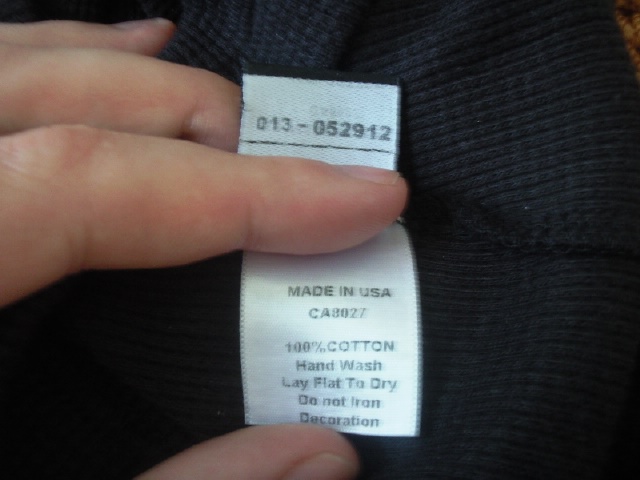 013-052912
MADE IN USA
CA8027
100% COTTON
Hand Wash
Lay Flat To Dry
Do not Iron
Decoration